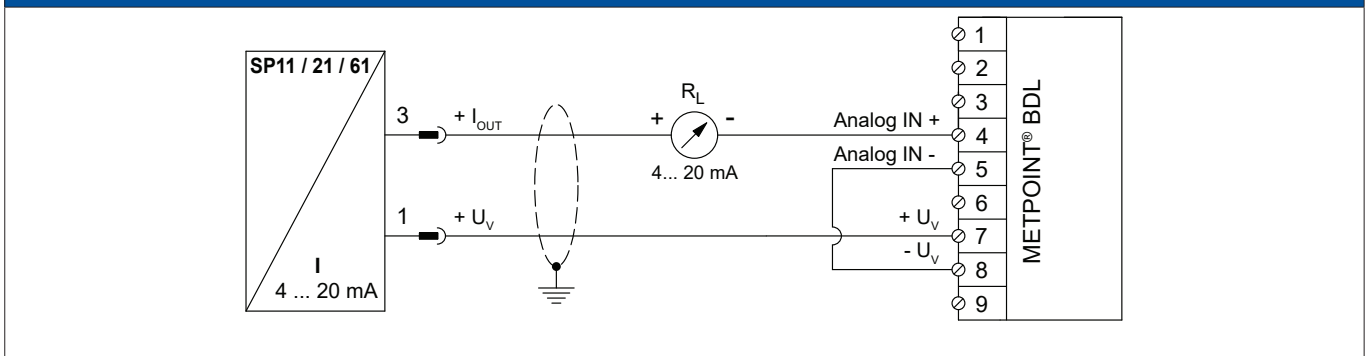 SP11 / 21 / 61
3
+ I_OUT
1
+ U_V
I
4 ... 20 mA
R_L
+
-
4... 20 mA
Analog IN +
Analog IN -
+ U_V
- U_V
1
2
3
4
5
6
7
8
9
METPOINT® BDL